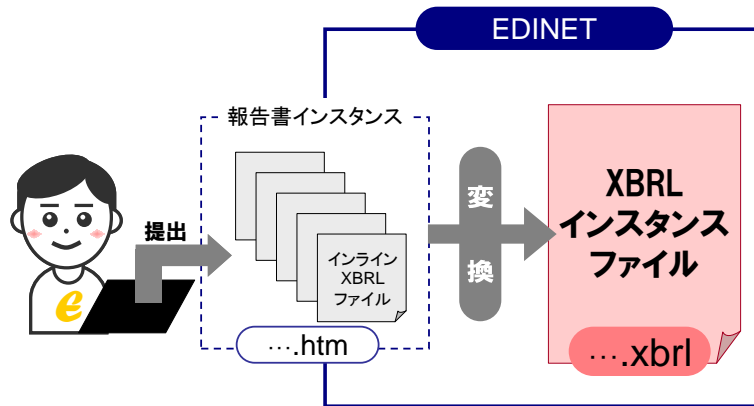 EDINET
報告書インスタンス
提出
インライン
XBRL
ファイル
….htm
変
換
XBRL
インスタンス
ファイル
….xbrl
e